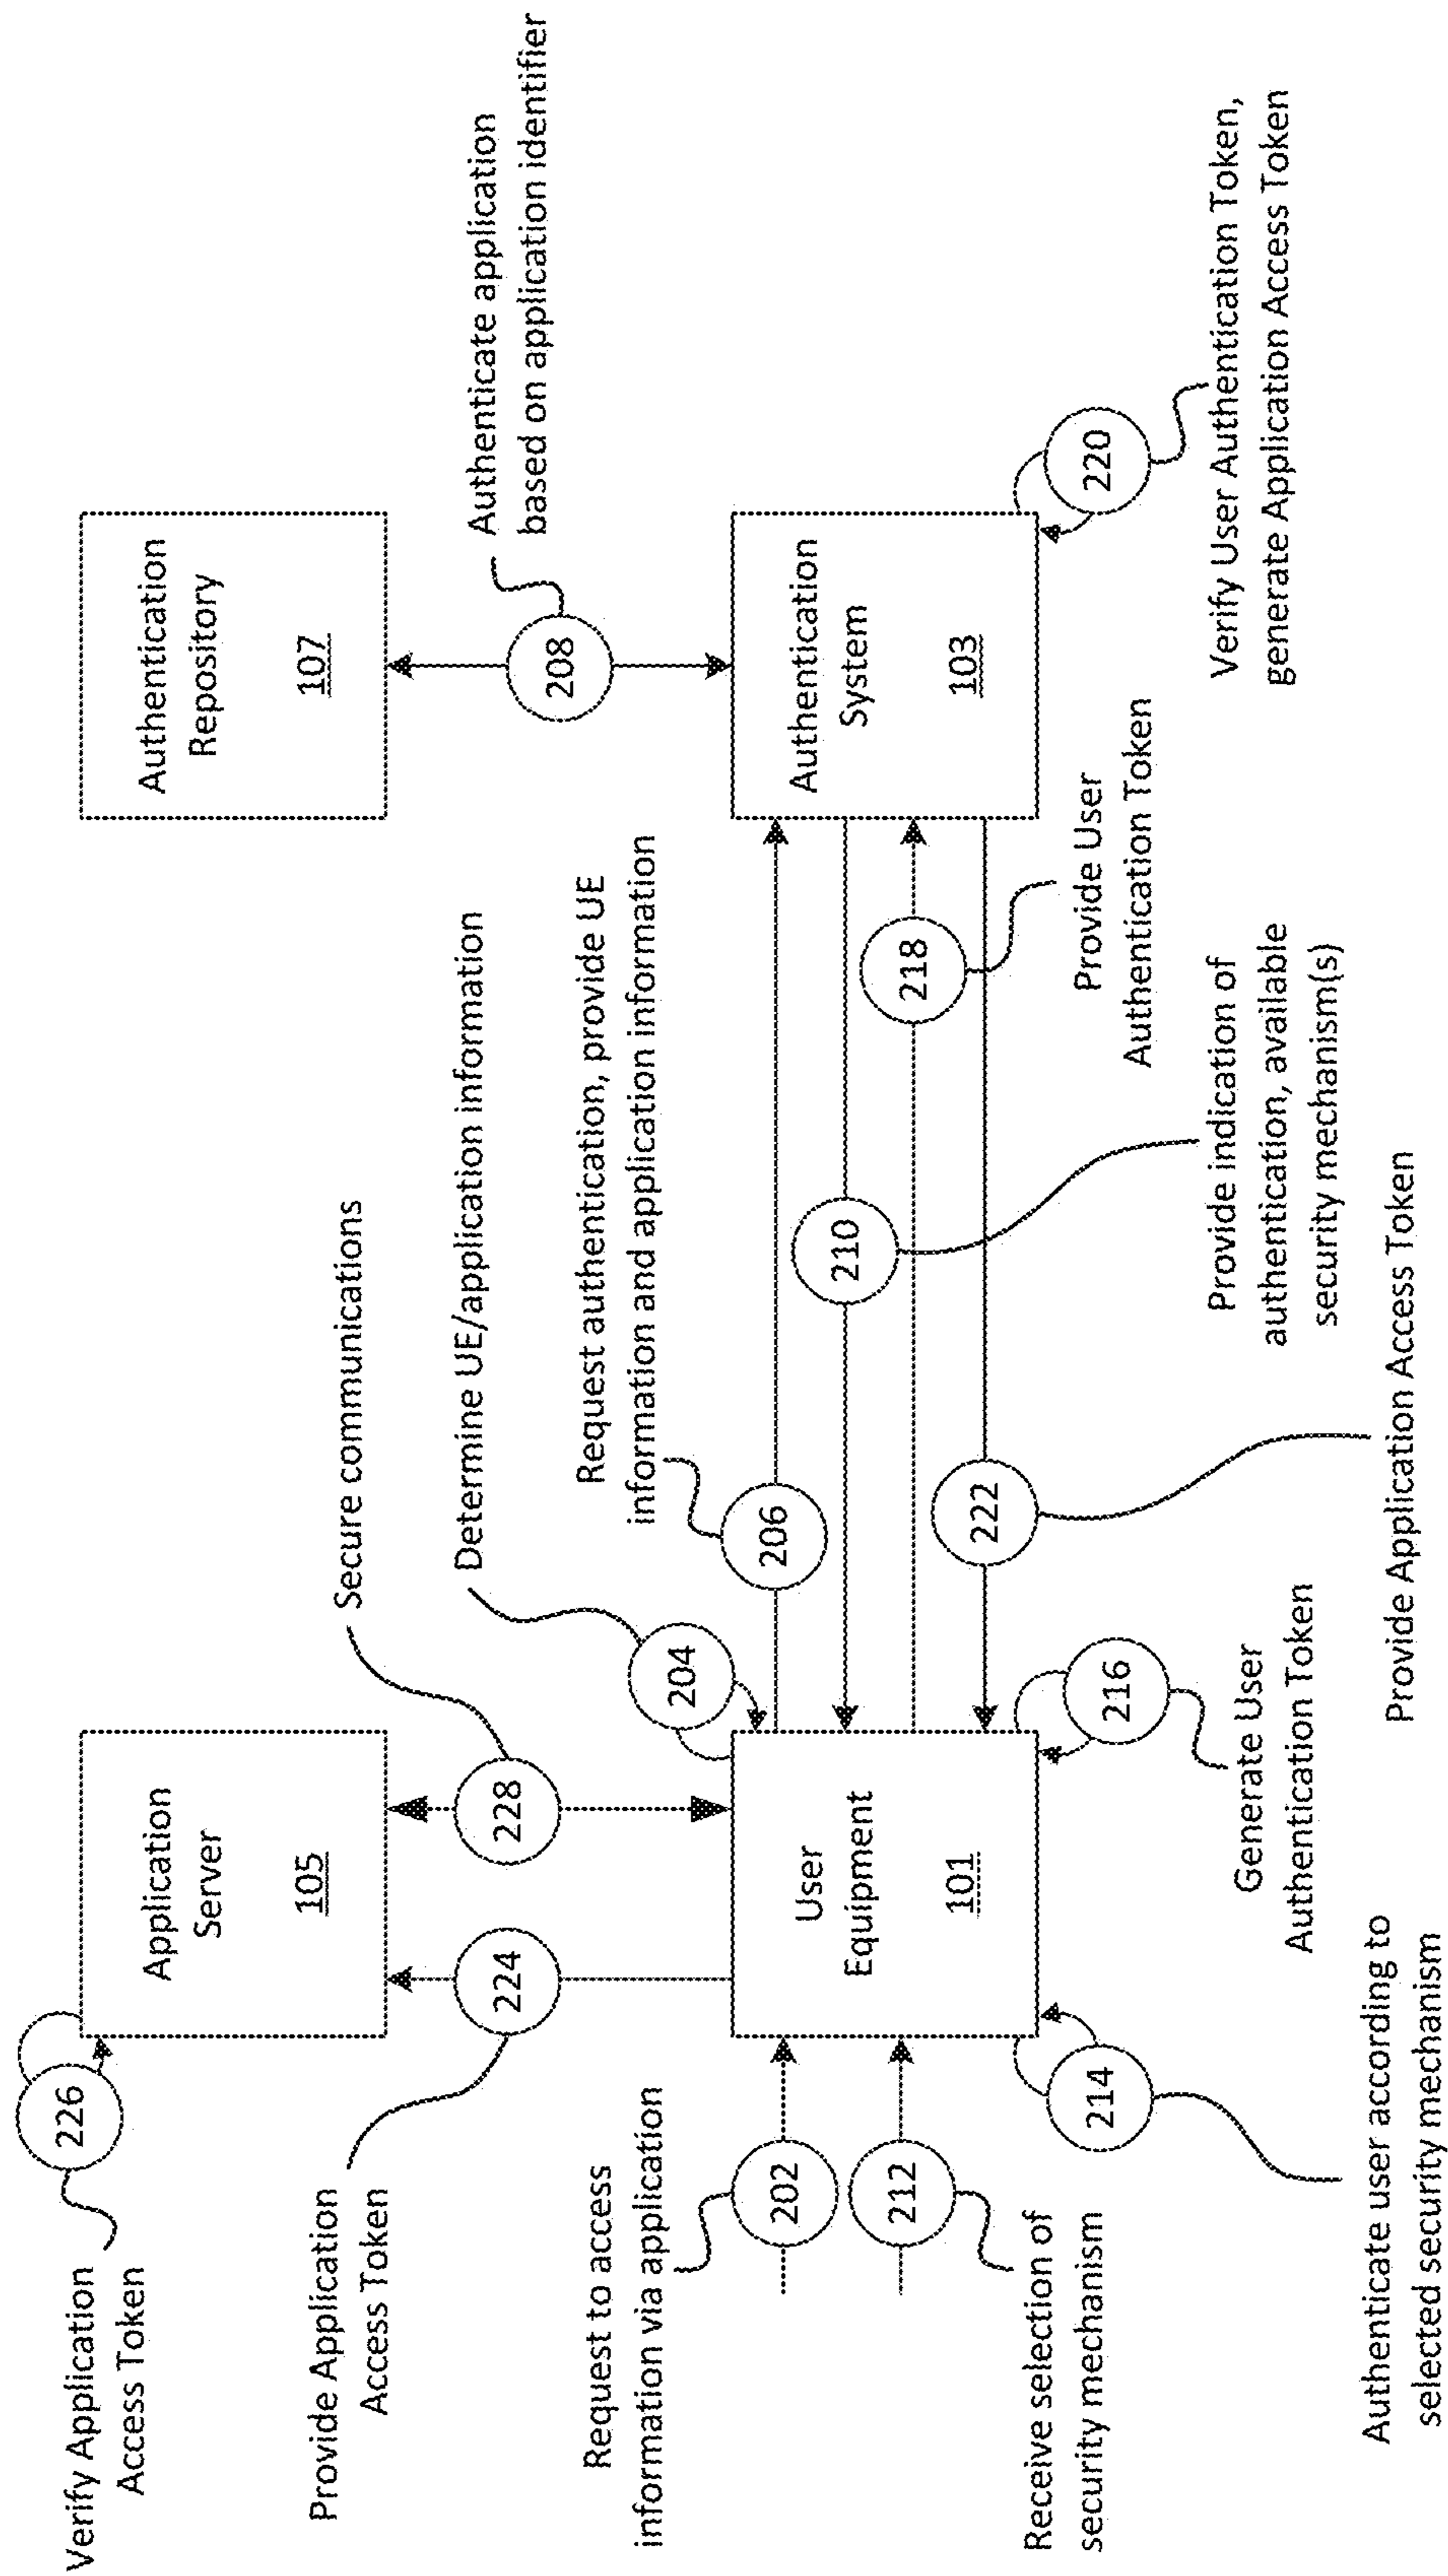 Verify Application
Access Token
226
Application
Server
105
Provide Application
Access Token
224
228
Secure communications
Authentication
Repository
107
Authenticate application
based on application identifier
208
Determine UE/application information
204
Request authentication, provide UE
information and application information
206
Request to access
information via application
202
212
Receive selection of
security mechanism
User
Equipment
101
210
218
222
Authentication
System
103
Provide User
Authentication Token
220
Verify User Authentication Token,
generate Application Access Token
Provide indication of
authentication, available
security mechanism(s)
216
Generate User
Authentication Token
214
Authenticate user according to
selected security mechanism
Provide Application Access Token